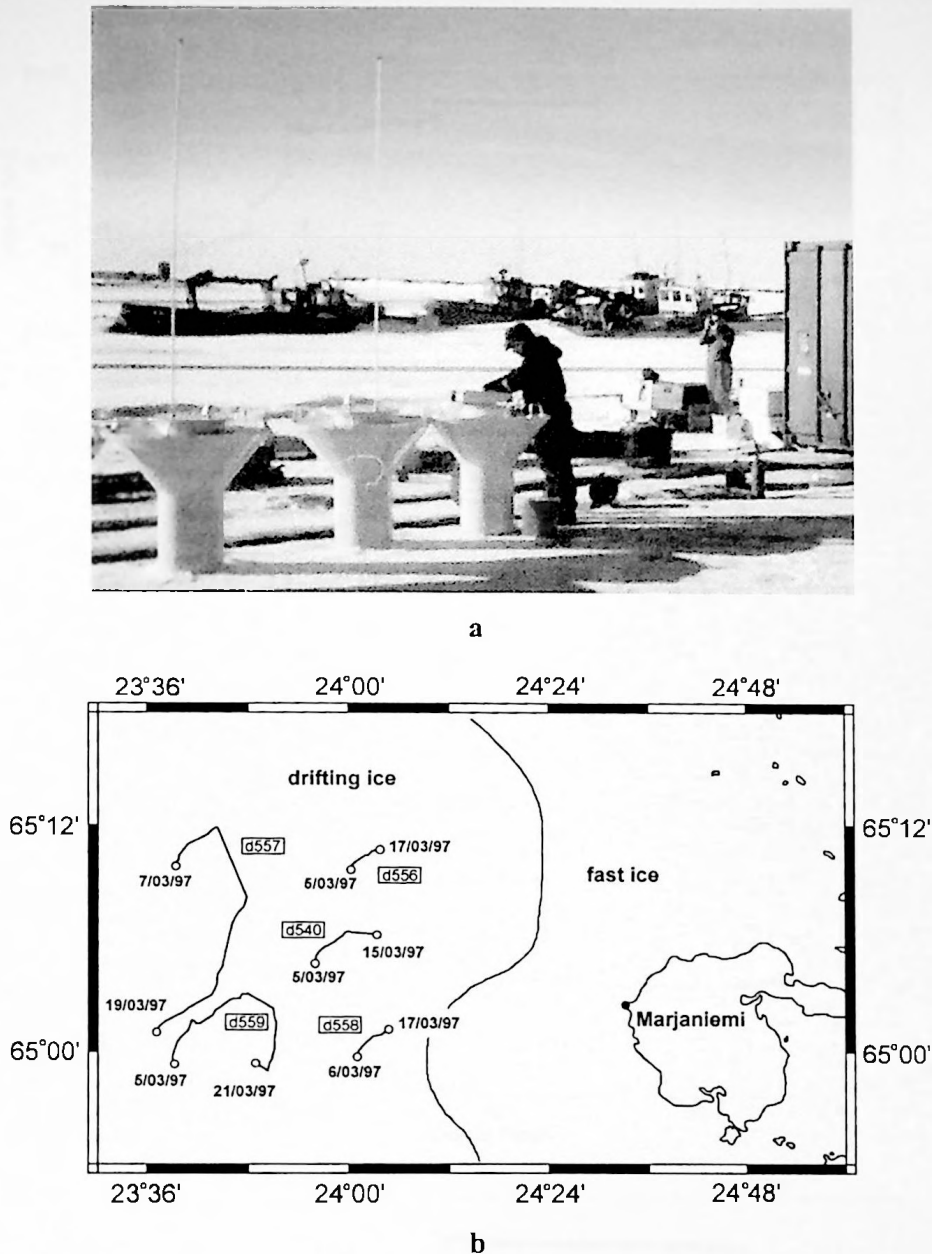 a
23°36' 24°00' 24°24' 24°48'
drifting ice
65°12' 65°12'
d557 17/03/97
7/03/97 5/03/97 d556
fast ice
d540
5/03/97 15/03/97
19/03/97
d559 d558 17/03/97
Marjaniemi
65°00' 65°00'
5/03/97 21/03/97 6/03/97
23°36' 24°00' 24°24' 24°48'
b